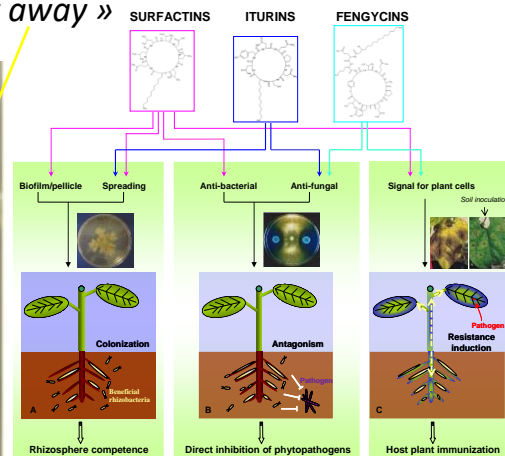 away »
SURFACTINS ITURINS FENGYCINS
Biofilm/pellicle Spreading Anti-bacterial Anti-fungal Signal for plant cells
Soil inoculation
Colonization
Beneficial
rhizobacteria
A
Antagonism
Pathogen
B
Pathogen
Resistance
induction
C
Rhizosphere competence Direct inhibition of phytopathogens Host plant immunization